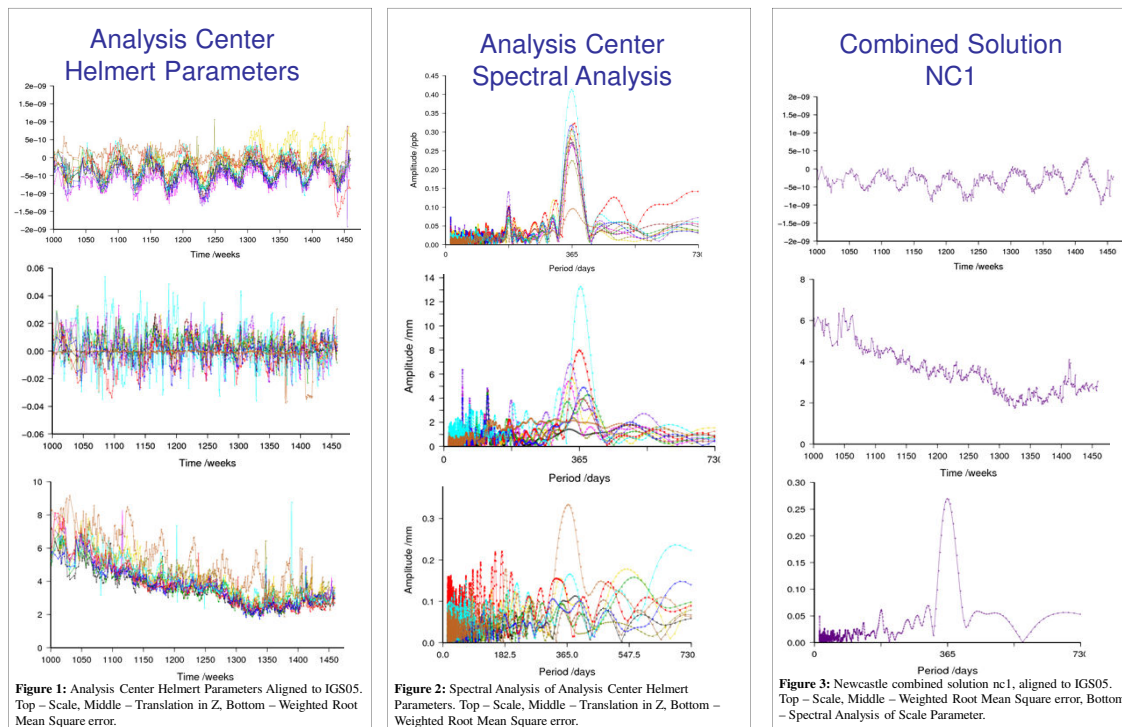 Analysis Center
Helmert Parameters
2e−09
1.5e−09
1e−09
5e−10
0
−5e−10
−1e−09
−1.5e−09
−2e−09
1000 1050 1100 1150 1200 1250 1300 1350 1400 1450
Time /weeks
0.06
0.04
0.02
0.00
−0.02
−0.04
−0.06
1000 1050 1100 1150 1200 1250 1300 1350 1400 1450
Time /weeks
10
8
6
4
2
0
1000 1050 1100 1150 1200 1250 1300 1350 1400 1450
Time /weeks
Figure 1: Analysis Center Helmert Parameters Aligned to IGS05.
Top – Scale, Middle – Translation in Z, Bottom – Weighted Root
Mean Square error.
Analysis Center
Spectral Analysis
0.45
0.40
0.35
0.30
0.25
0.20
0.15
0.10
0.05
0.00
Amplitude /ppb
0.0 365 730
Period /days
14
13
12
11
10
9
8
7
6
5
4
3
2
1
0
Amplitude /mm
0.0 365 730
Period /days
0.3
0.2
0.1
0.0
Amplitude /mm
0.0 182.5 365.0 547.5 730
Period /days
Figure 2: Spectral Analysis of Analysis Center Helmert
Parameters. Top – Scale, Middle – Translation in Z, Bottom –
Weighted Root Mean Square error.
Combined Solution
NC1
2e−09
1.5e−09
1e−09
5e−10
0
−5e−10
−1e−09
−1.5e−09
−2e−09
1000 1050 1100 1150 1200 1250 1300 1350 1400 1450
Time /weeks
8
6
4
2
0
1000 1050 1100 1150 1200 1250 1300 1350 1400 1450
Time /weeks
0.30
0.25
0.20
0.15
0.10
0.05
0.00
0 365 730
Period /days
Figure 3: Newcastle combined solution nc1, aligned to IGS05.
Top – Scale, Middle – Weighted Root Mean Square error, Bottom
– Spectral Analysis of Scale Parameter.